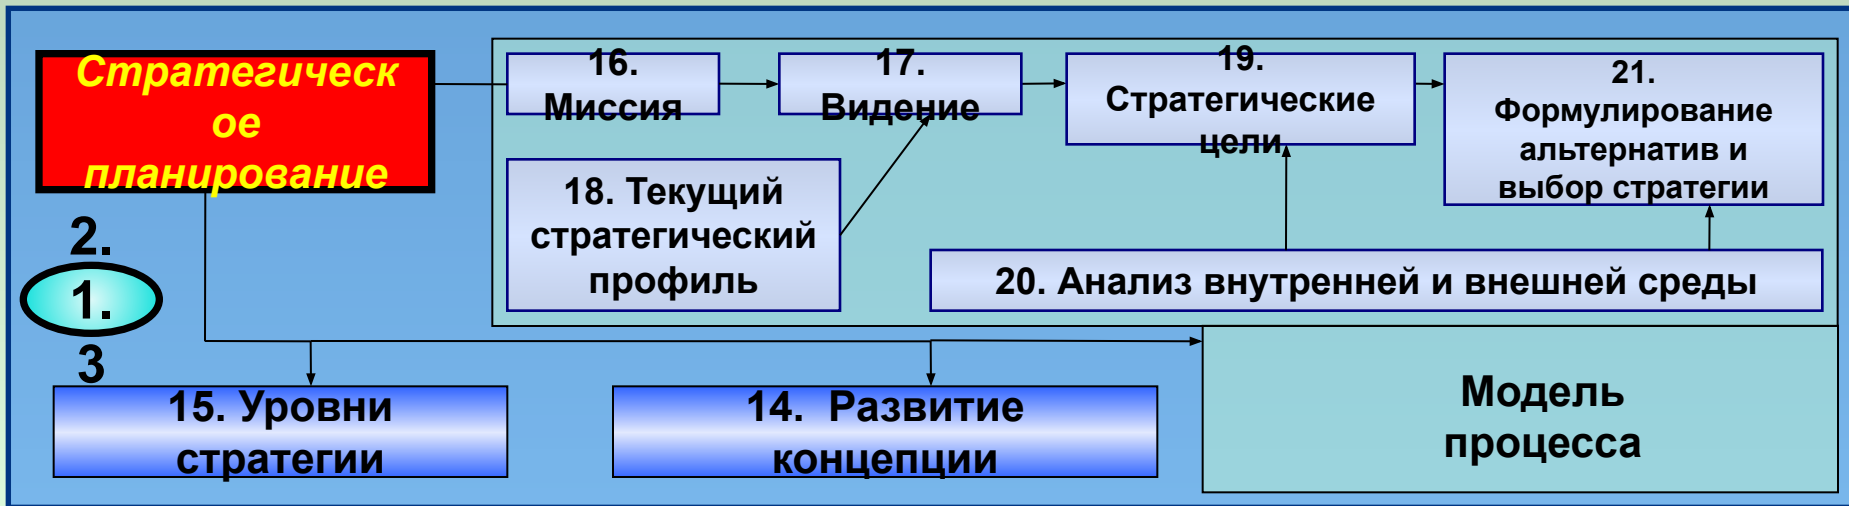 Стратегическ
ое
планирование
16.
Миссия
17.
Видение
19.
Стратегические
цели
21.
Формулирование
альтернатив и
выбор стратегии
18. Текущий
стратегический
профиль
20. Анализ внутренней и внешней среды
2.
1.
3
15. Уровни
стратегии
14. Развитие
концепции
Модель
процесса